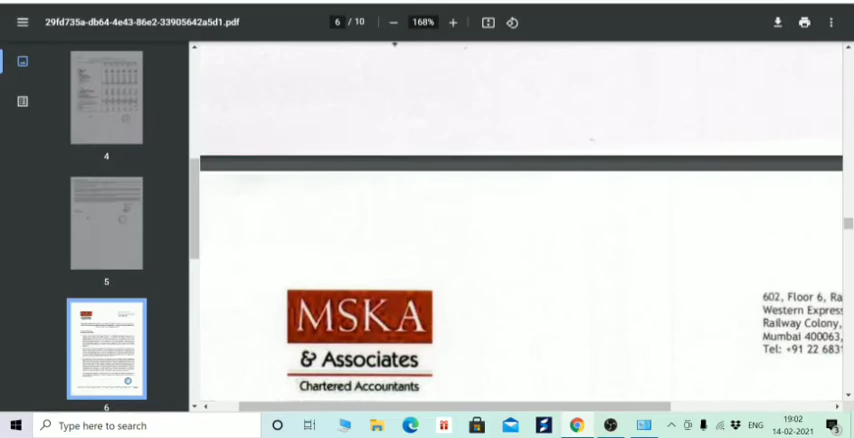 29fd735a-db64-4e43-86e2-33905642a5d1.pdf
6 / 10
168%
4
5
6
MSKA
& Associates
Chartered Accountants
602, Floor 6, Ra
Western Express
Railway Colony,
Mumbai 400063,
Tel: +91 22 683
Type here to search
ENG
19:02
14-02-2021
3